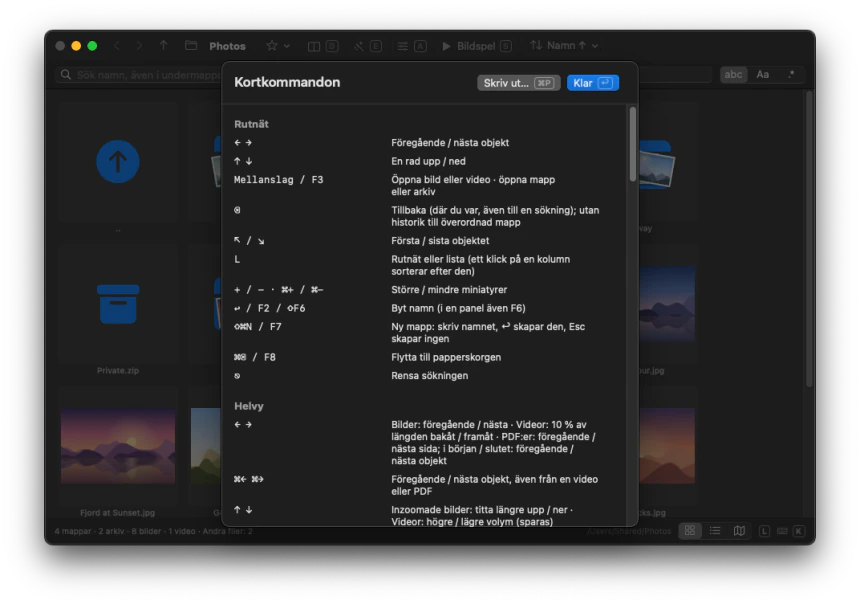 Photos
D
E
A
Bildspel S
Namn ↑
Sök namn, även i undermappar
abc Aa .*
Kortkommandon
Skriv ut... ⌘P
Klar ↩
Rutnät
← → Föregående / nästa objekt
↑ ↓ En rad upp / ned
Mellanslag / F3 Öppna bild eller video · öppna mapp
eller arkiv
⌫ Tillbaka (där du var, även till en sökning); utan
historik till överordnad mapp
↖ / ↘ Första / sista objektet
L Rutnät eller lista (ett klick på en kolumn
sorterar efter den)
+ / − · ⌘+ / ⌘− Större / mindre miniatyrer
↩ / F2 / ⇧F6 Byt namn (i en panel även F6)
⇧⌘N / F7 Ny mapp: skriv namnet, ↩ skapar den, Esc
skapar ingen
⌘⌫ / F8 Flytta till papperskorgen
⎋ Rensa sökningen
Helvy
← → Bilder: föregående / nästa · Videor: 10 % av
längden bakåt / framåt · PDF:er: föregående /
nästa sida; i början / slutet: föregående /
nästa objekt
⌘← ⌘→ Föregående / nästa objekt, även från en video
eller PDF
↑ ↓ Inzoomade bilder: titta längre upp / ner ·
Videor: högre / lägre volym (sparas)
..
Private.zip
Fjord at Sunset.jpg
4 mappar · 2 arkiv · 8 bilder · 1 video · Andra filer: 2
/Users/Shared/Photos
L
K